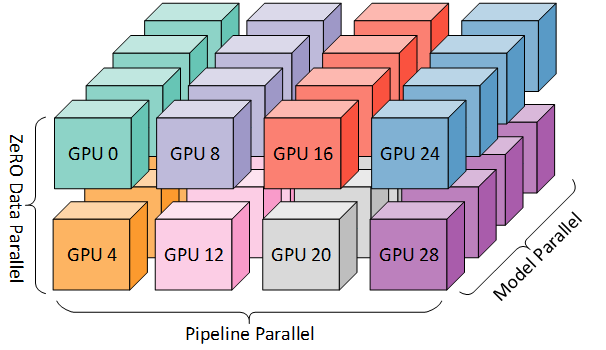 GPU 0
GPU 8
GPU 16
GPU 24
ZeRO Data Parallel
GPU 4
GPU 12
GPU 20
GPU 28
Model Parallel
Pipeline Parallel